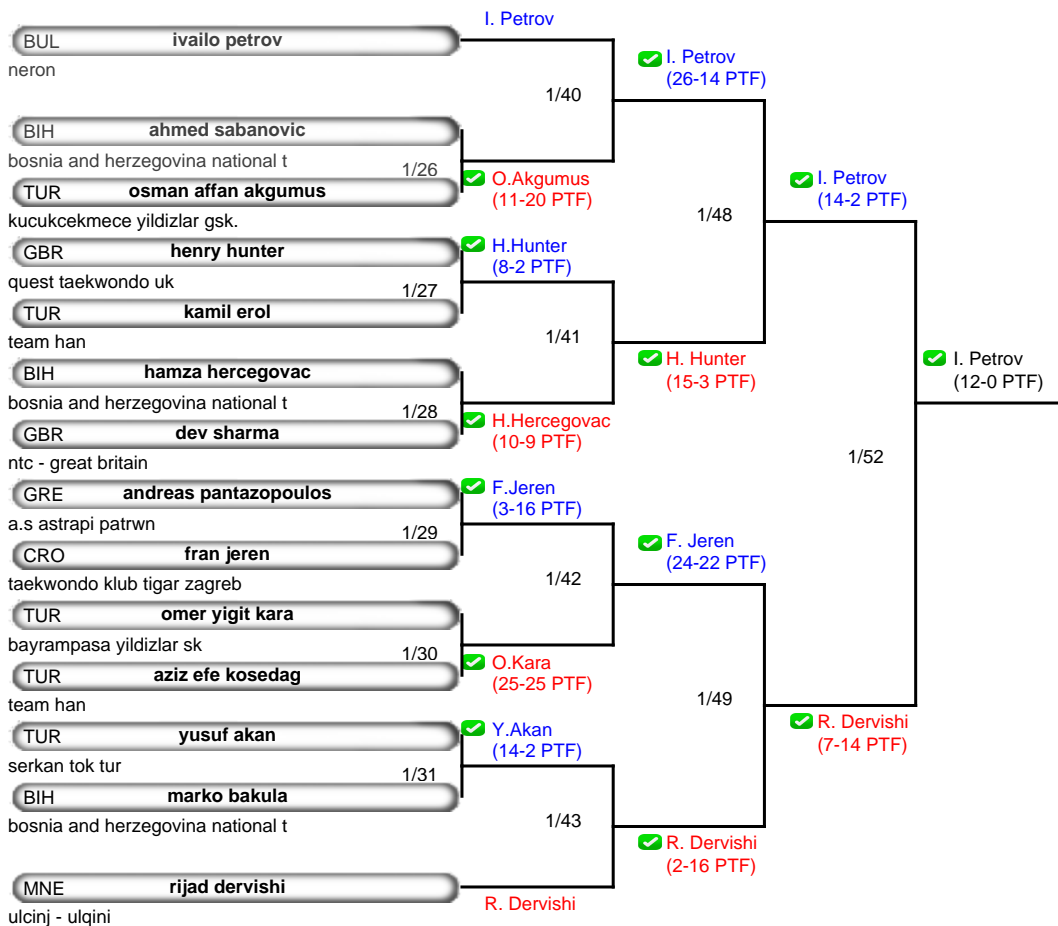 I. Petrov
BUL ivailo petrov
neron
I. Petrov
(26-14 PTF)
1/40
BIH ahmed sabanovic
bosnia and herzegovina national t
1/26
TUR osman affan akgumus
O.Akgumus
(11-20 PTF)
kucukcekmece yildizlar gsk.
I. Petrov
(14-2 PTF)
1/48
GBR henry hunter
H.Hunter
(8-2 PTF)
quest taekwondo uk
1/27
TUR kamil erol
team han
1/41
H. Hunter
(15-3 PTF)
BIH hamza hercegovac
bosnia and herzegovina national t
1/28
GBR dev sharma
H.Hercegovac
(10-9 PTF)
ntc - great britain
I. Petrov
(12-0 PTF)
1/52
GRE andreas pantazopoulos
F.Jeren
(3-16 PTF)
a.s astrapi patrwn
1/29
CRO fran jeren
taekwondo klub tigar zagreb
F. Jeren
(24-22 PTF)
1/42
TUR omer yigit kara
bayrampasa yildizlar sk
1/30
TUR aziz efe kosedag
O.Kara
(25-25 PTF)
team han
1/49
TUR yusuf akan
Y.Akan
(14-2 PTF)
serkan tok tur
1/31
BIH marko bakula
bosnia and herzegovina national t
R. Dervishi
(7-14 PTF)
1/43
R. Dervishi
(2-16 PTF)
MNE rijad dervishi
R. Dervishi
ulcinj - ulqini